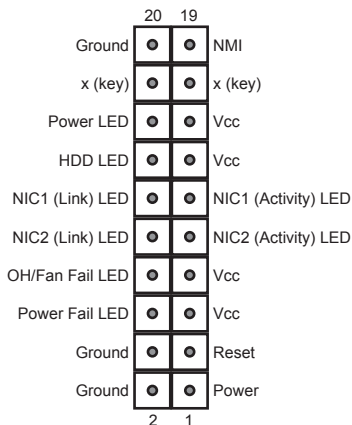 20 19
Ground NMI
x (key) x (key)
Power LED Vcc
HDD LED Vcc
NIC1 (Link) LED NIC1 (Activity) LED
NIC2 (Link) LED NIC2 (Activity) LED
OH/Fan Fail LED Vcc
Power Fail LED Vcc
Ground Reset
Ground Power
2 1